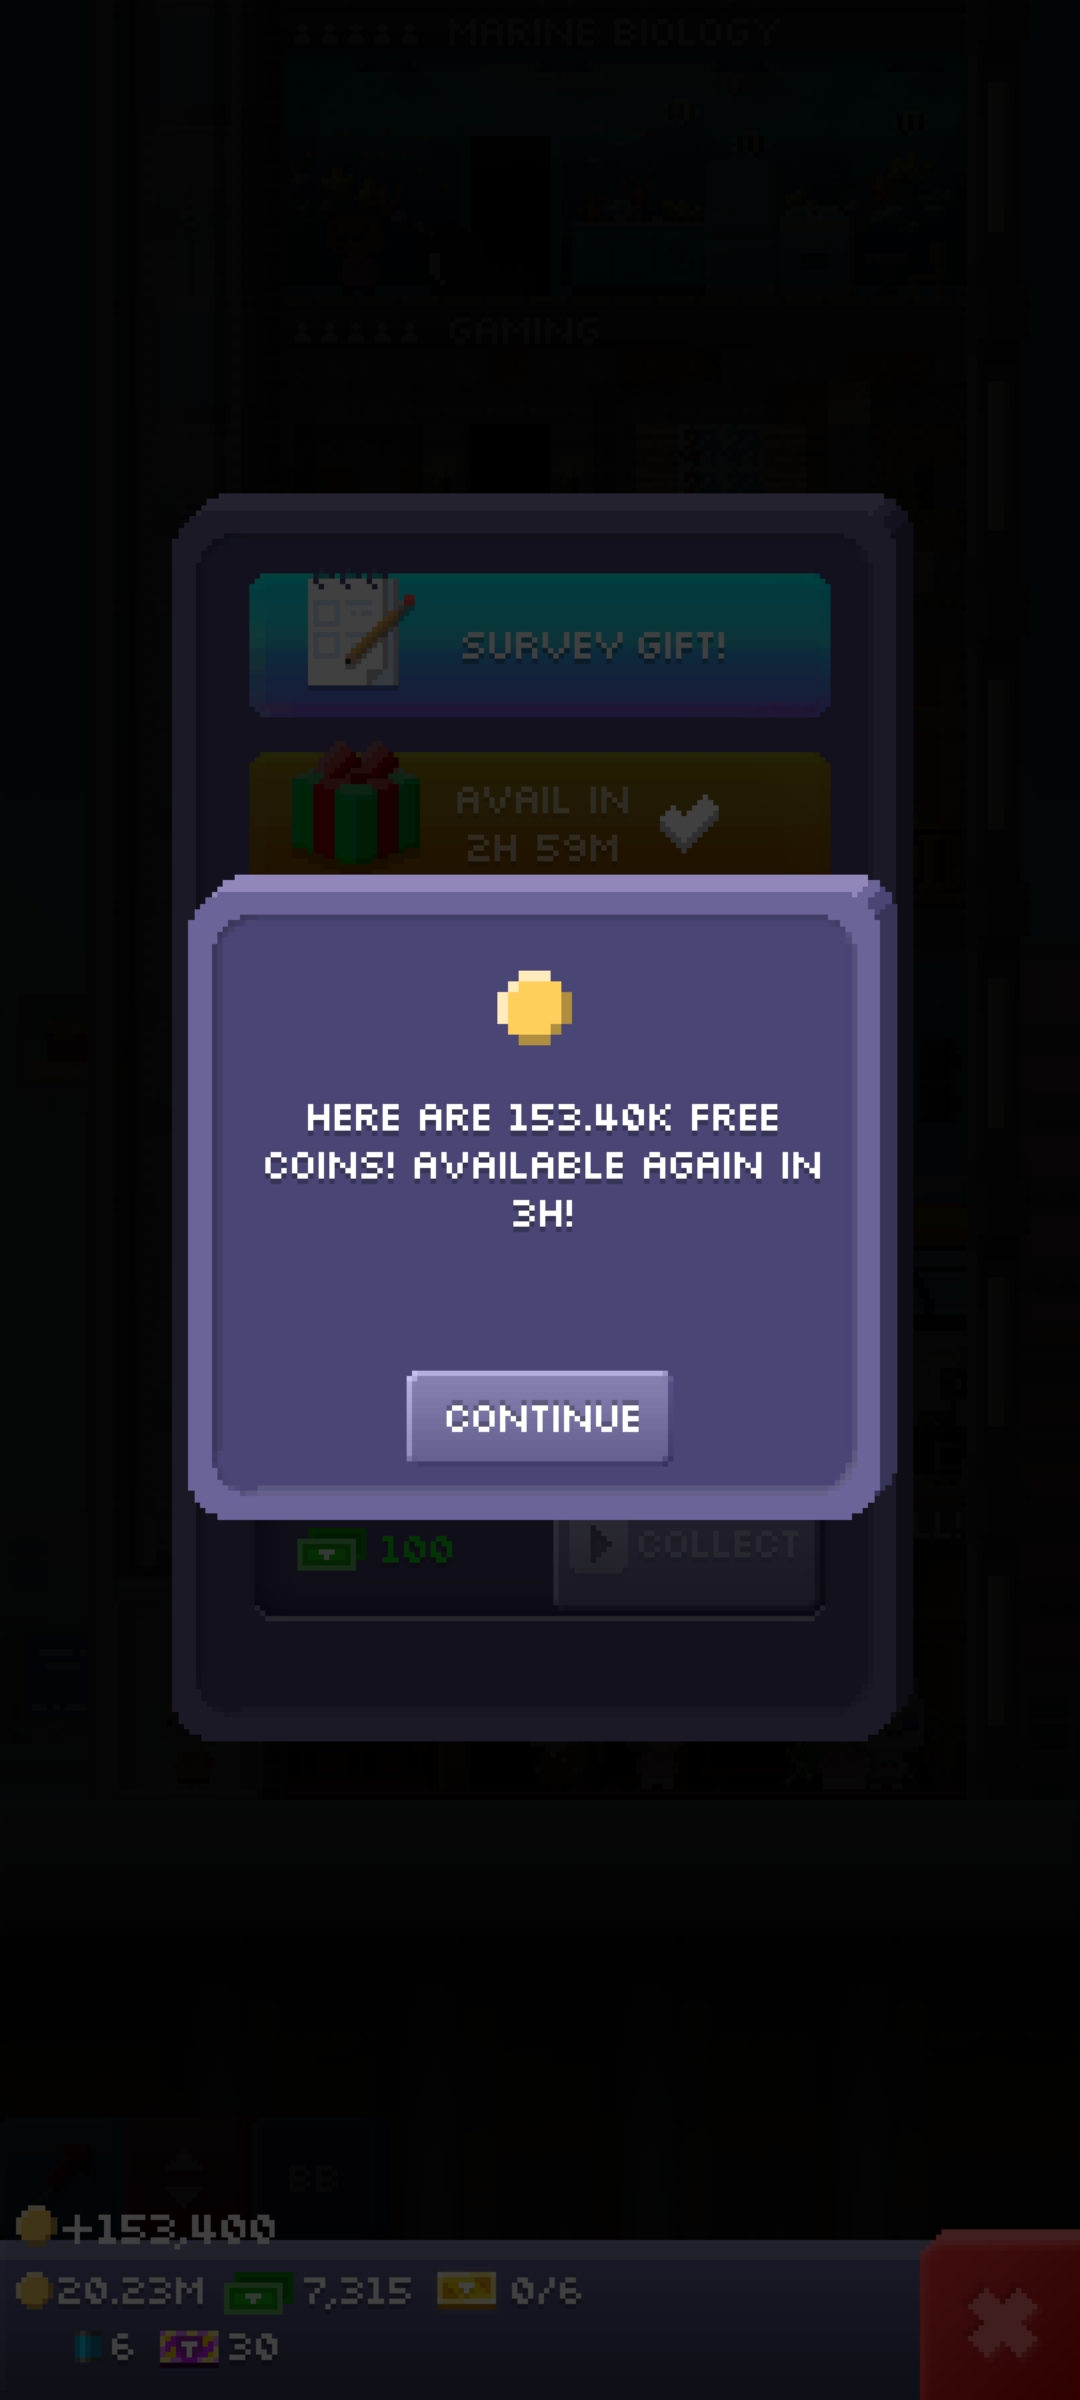 MARINE BIOLOGY
GAMING
SURVEY GIFT!
AVAIL IN
2H 59M
HERE ARE 153.40K FREE
COINS! AVAILABLE AGAIN IN
3H!
CONTINUE
100
COLLECT
BB
+153,400
20.23M 7,315 0/6
6 30